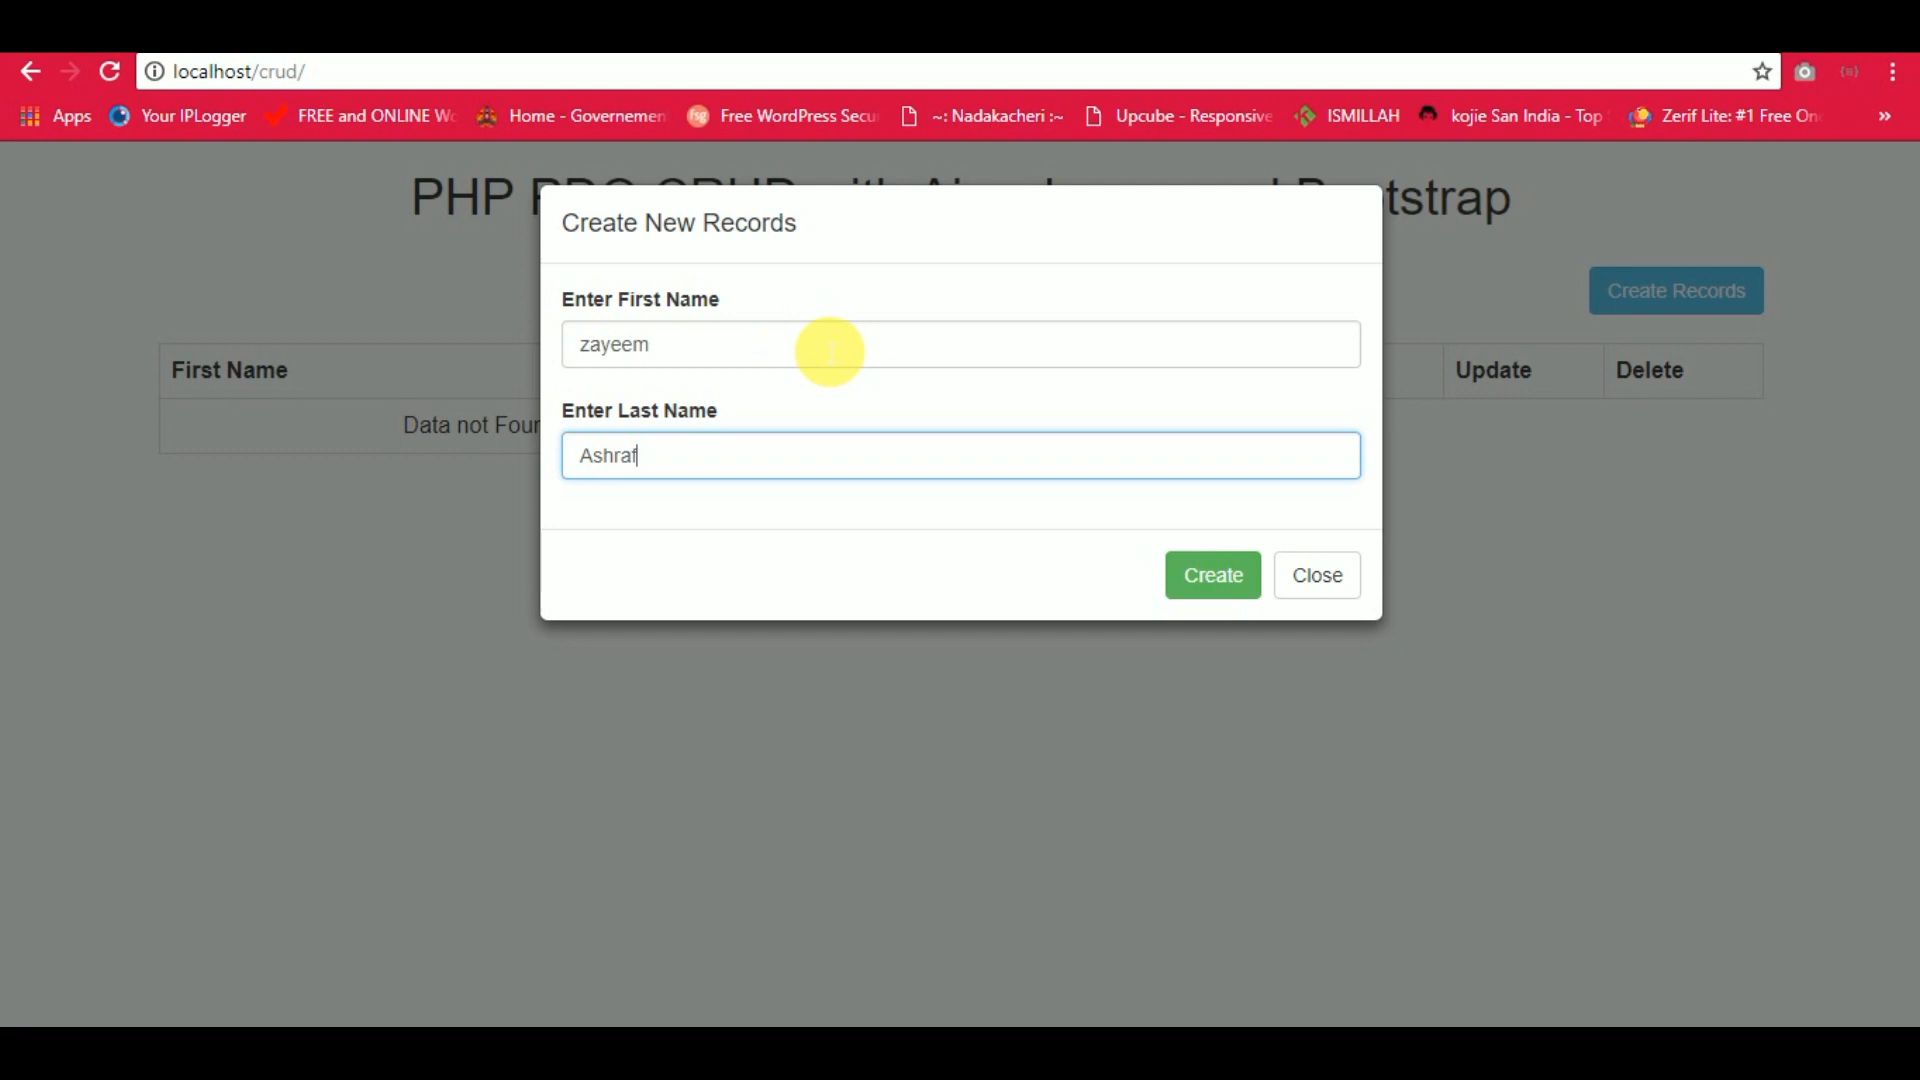 localhost/crud/
Apps Your IPLogger FREE and ONLINE Home - Governemen Free WordPress Secu ~: Nadakacheri :~ Upcube - Responsive ISMILLAH kojie San India - Top Zerif Lite: #1 Free On »
PHP tstrap
Create New Records
Create Records
Enter First Name
zayeem
First Name Update Delete
Enter Last Name
Data not Four
Ashraf
Create Close